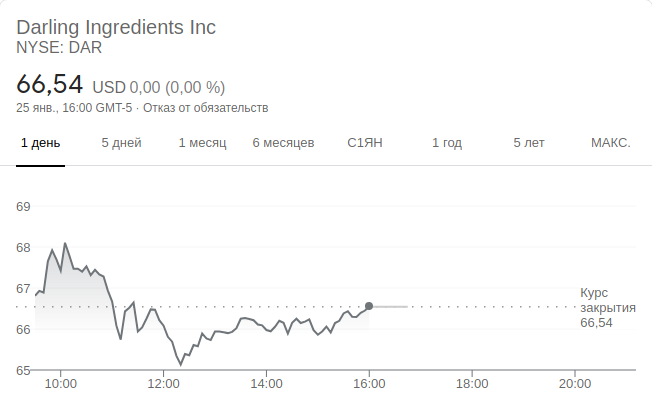 Darling Ingredients Inc
NYSE: DAR
66,54 USD 0,00 (0,00 %)
25 янв., 16:00 GMT-5 · Отказ от обязательств
1 день 5 дней 1 месяц 6 месяцев С1ЯН 1 год 5 лет МАКС.
69
68
67
66
65
Курс
закрытия
66,54
10:00 12:00 14:00 16:00 18:00 20:00